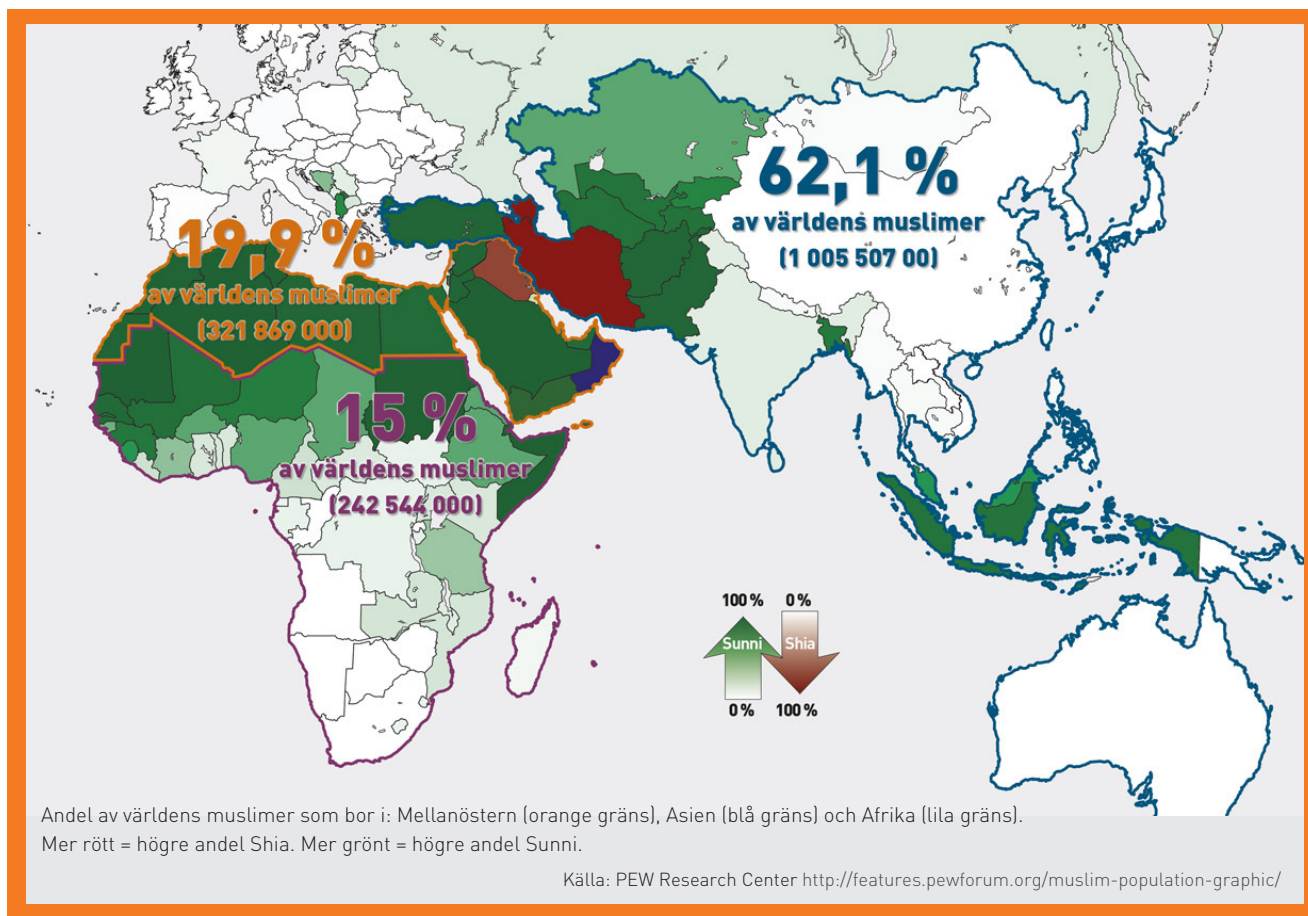 62,1 %
av världens muslimer
(1 005 507 00)
19,9 %
av världens muslimer
(321 869 000)
15 %
av världens muslimer
(242 544 000)
100 % 0 %
Sunni Shia
0 % 100 %
Andel av världens muslimer som bor i: Mellanöstern (orange gräns), Asien (blå gräns) och Afrika (lila gräns).
Mer rött = högre andel Shia. Mer grönt = högre andel Sunni.
Källa: PEW Research Center http://features.pewforum.org/muslim-population-graphic/